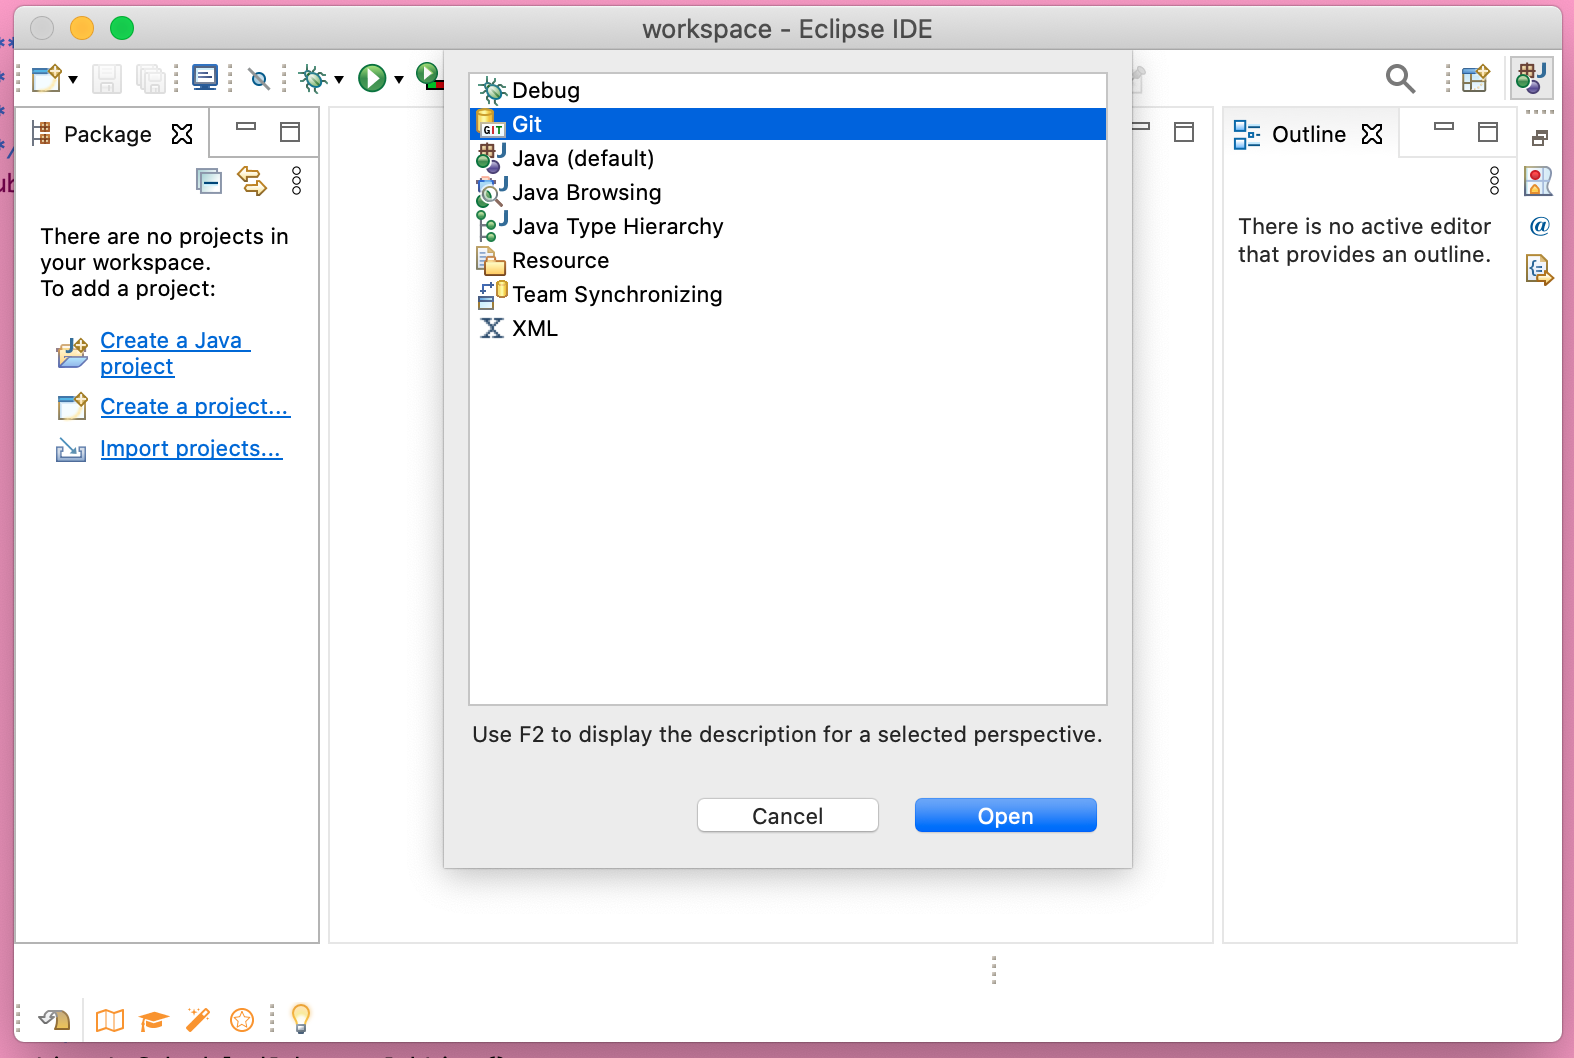 workspace - Eclipse IDE
Package
There are no projects in
your workspace.
To add a project:
Create a Java
project
Create a project...
Import projects...
Debug
GIT
Git
Java (default)
Java Browsing
Java Type Hierarchy
Resource
Team Synchronizing
XML
Use F2 to display the description for a selected perspective.
Cancel
Open
Outline
There is no active editor
that provides an outline.